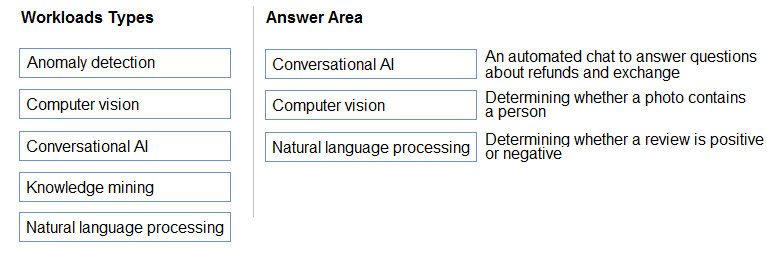 Workloads Types
Anomaly detection
Computer vision
Conversational AI
Knowledge mining
Natural language processing
Answer Area
Conversational AI
An automated chat to answer questions
about refunds and exchange
Computer vision
Determining whether a photo contains
a person
Natural language processing
Determining whether a review is positive
or negative